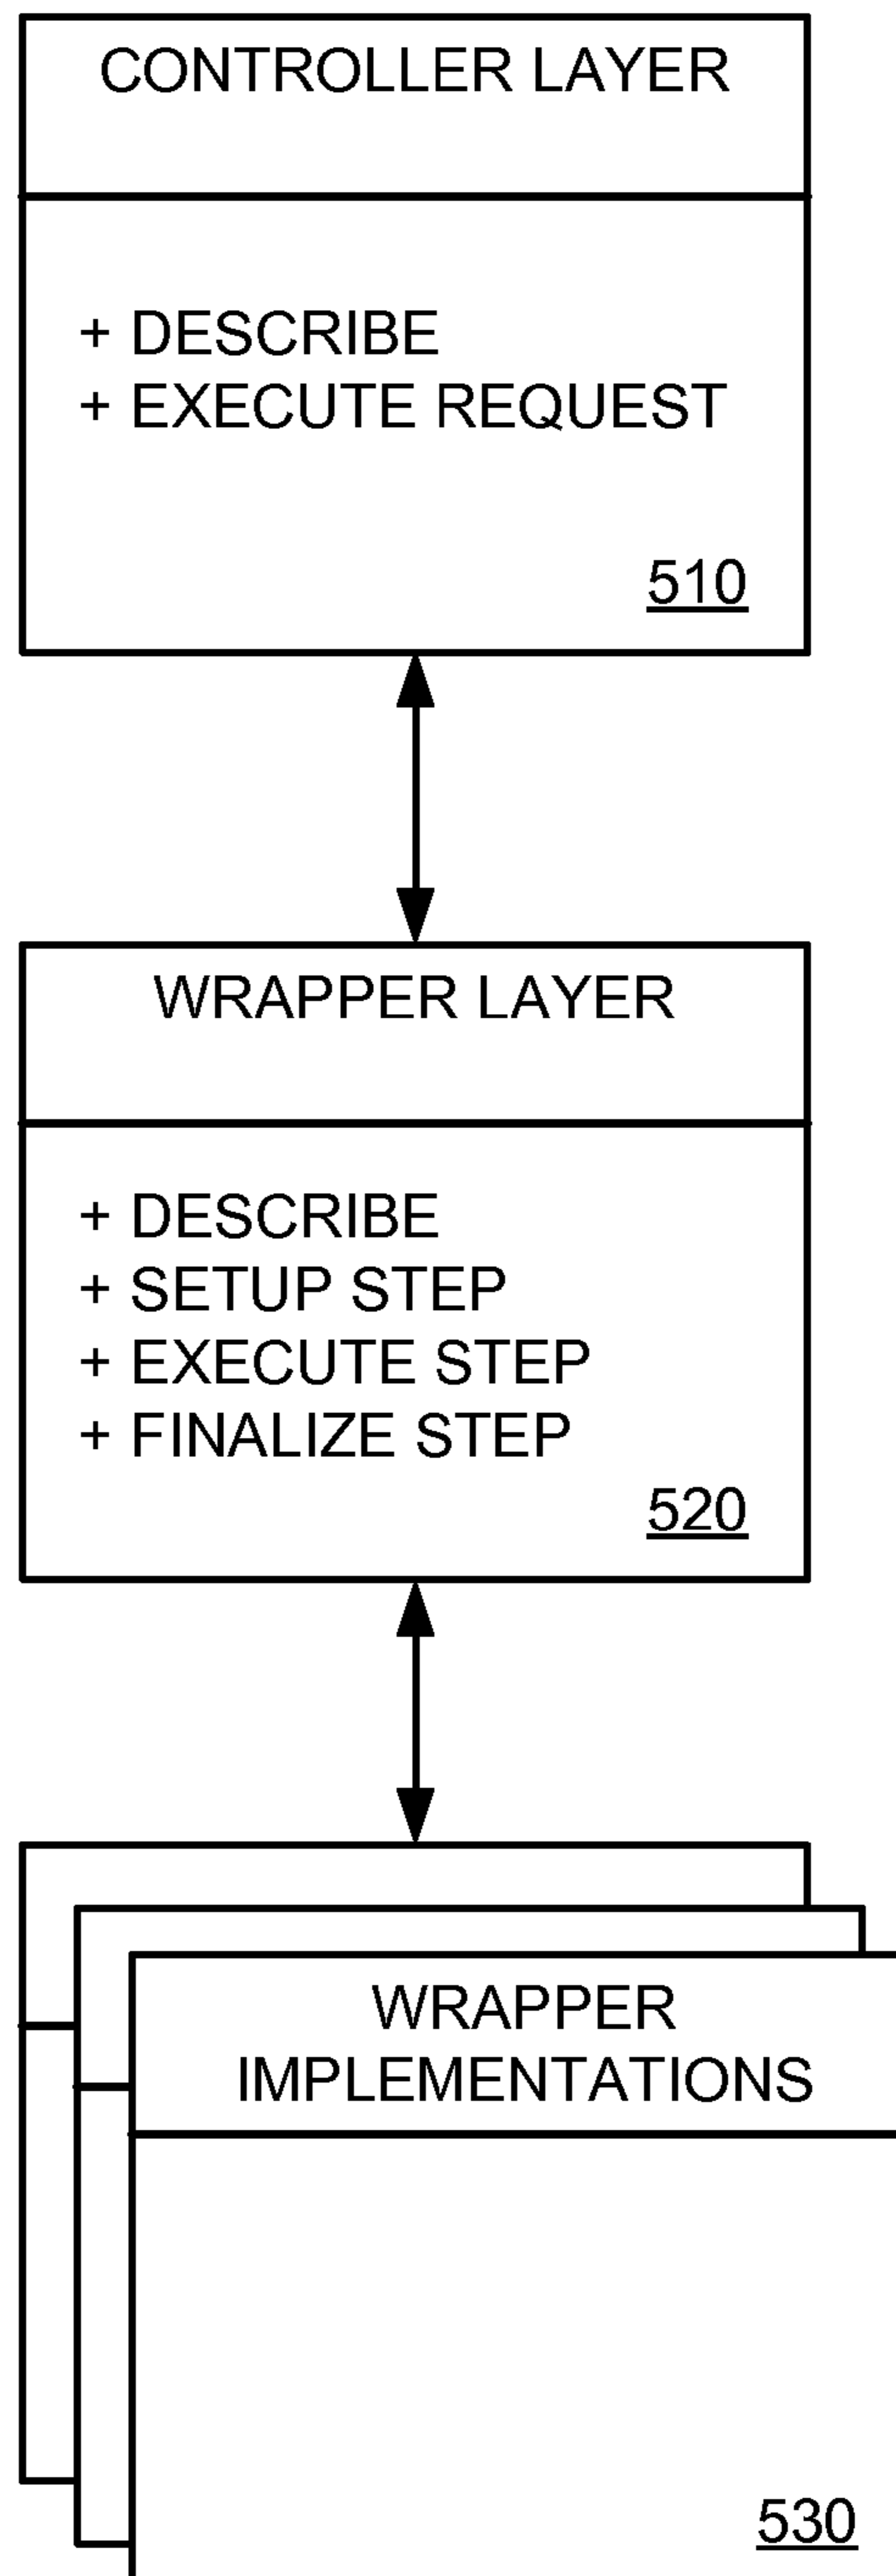 CONTROLLER LAYER
+ DESCRIBE
+ EXECUTE REQUEST
510
WRAPPER LAYER
+ DESCRIBE
+ SETUP STEP
+ EXECUTE STEP
+ FINALIZE STEP
520
WRAPPER
IMPLEMENTATIONS
530